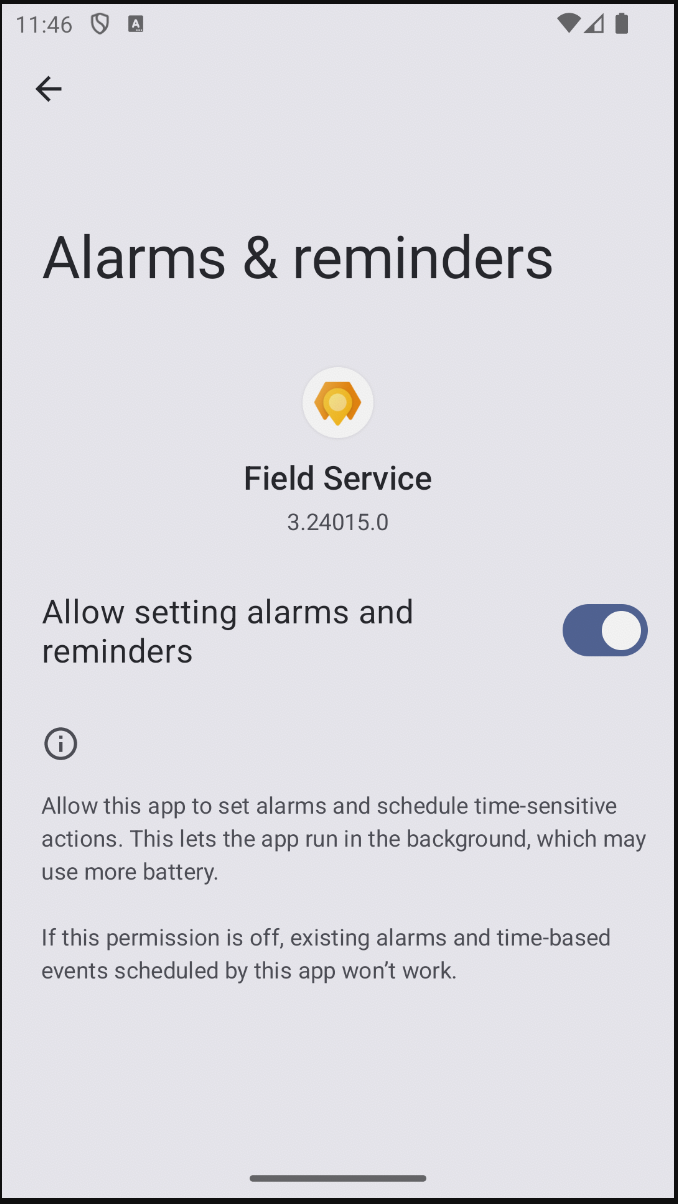 11:46
Alarms & reminders
Field Service
3.24015.0
Allow setting alarms and
reminders
Allow this app to set alarms and schedule time-sensitive
actions. This lets the app run in the background, which may
use more battery.
If this permission is off, existing alarms and time-based
events scheduled by this app won’t work.